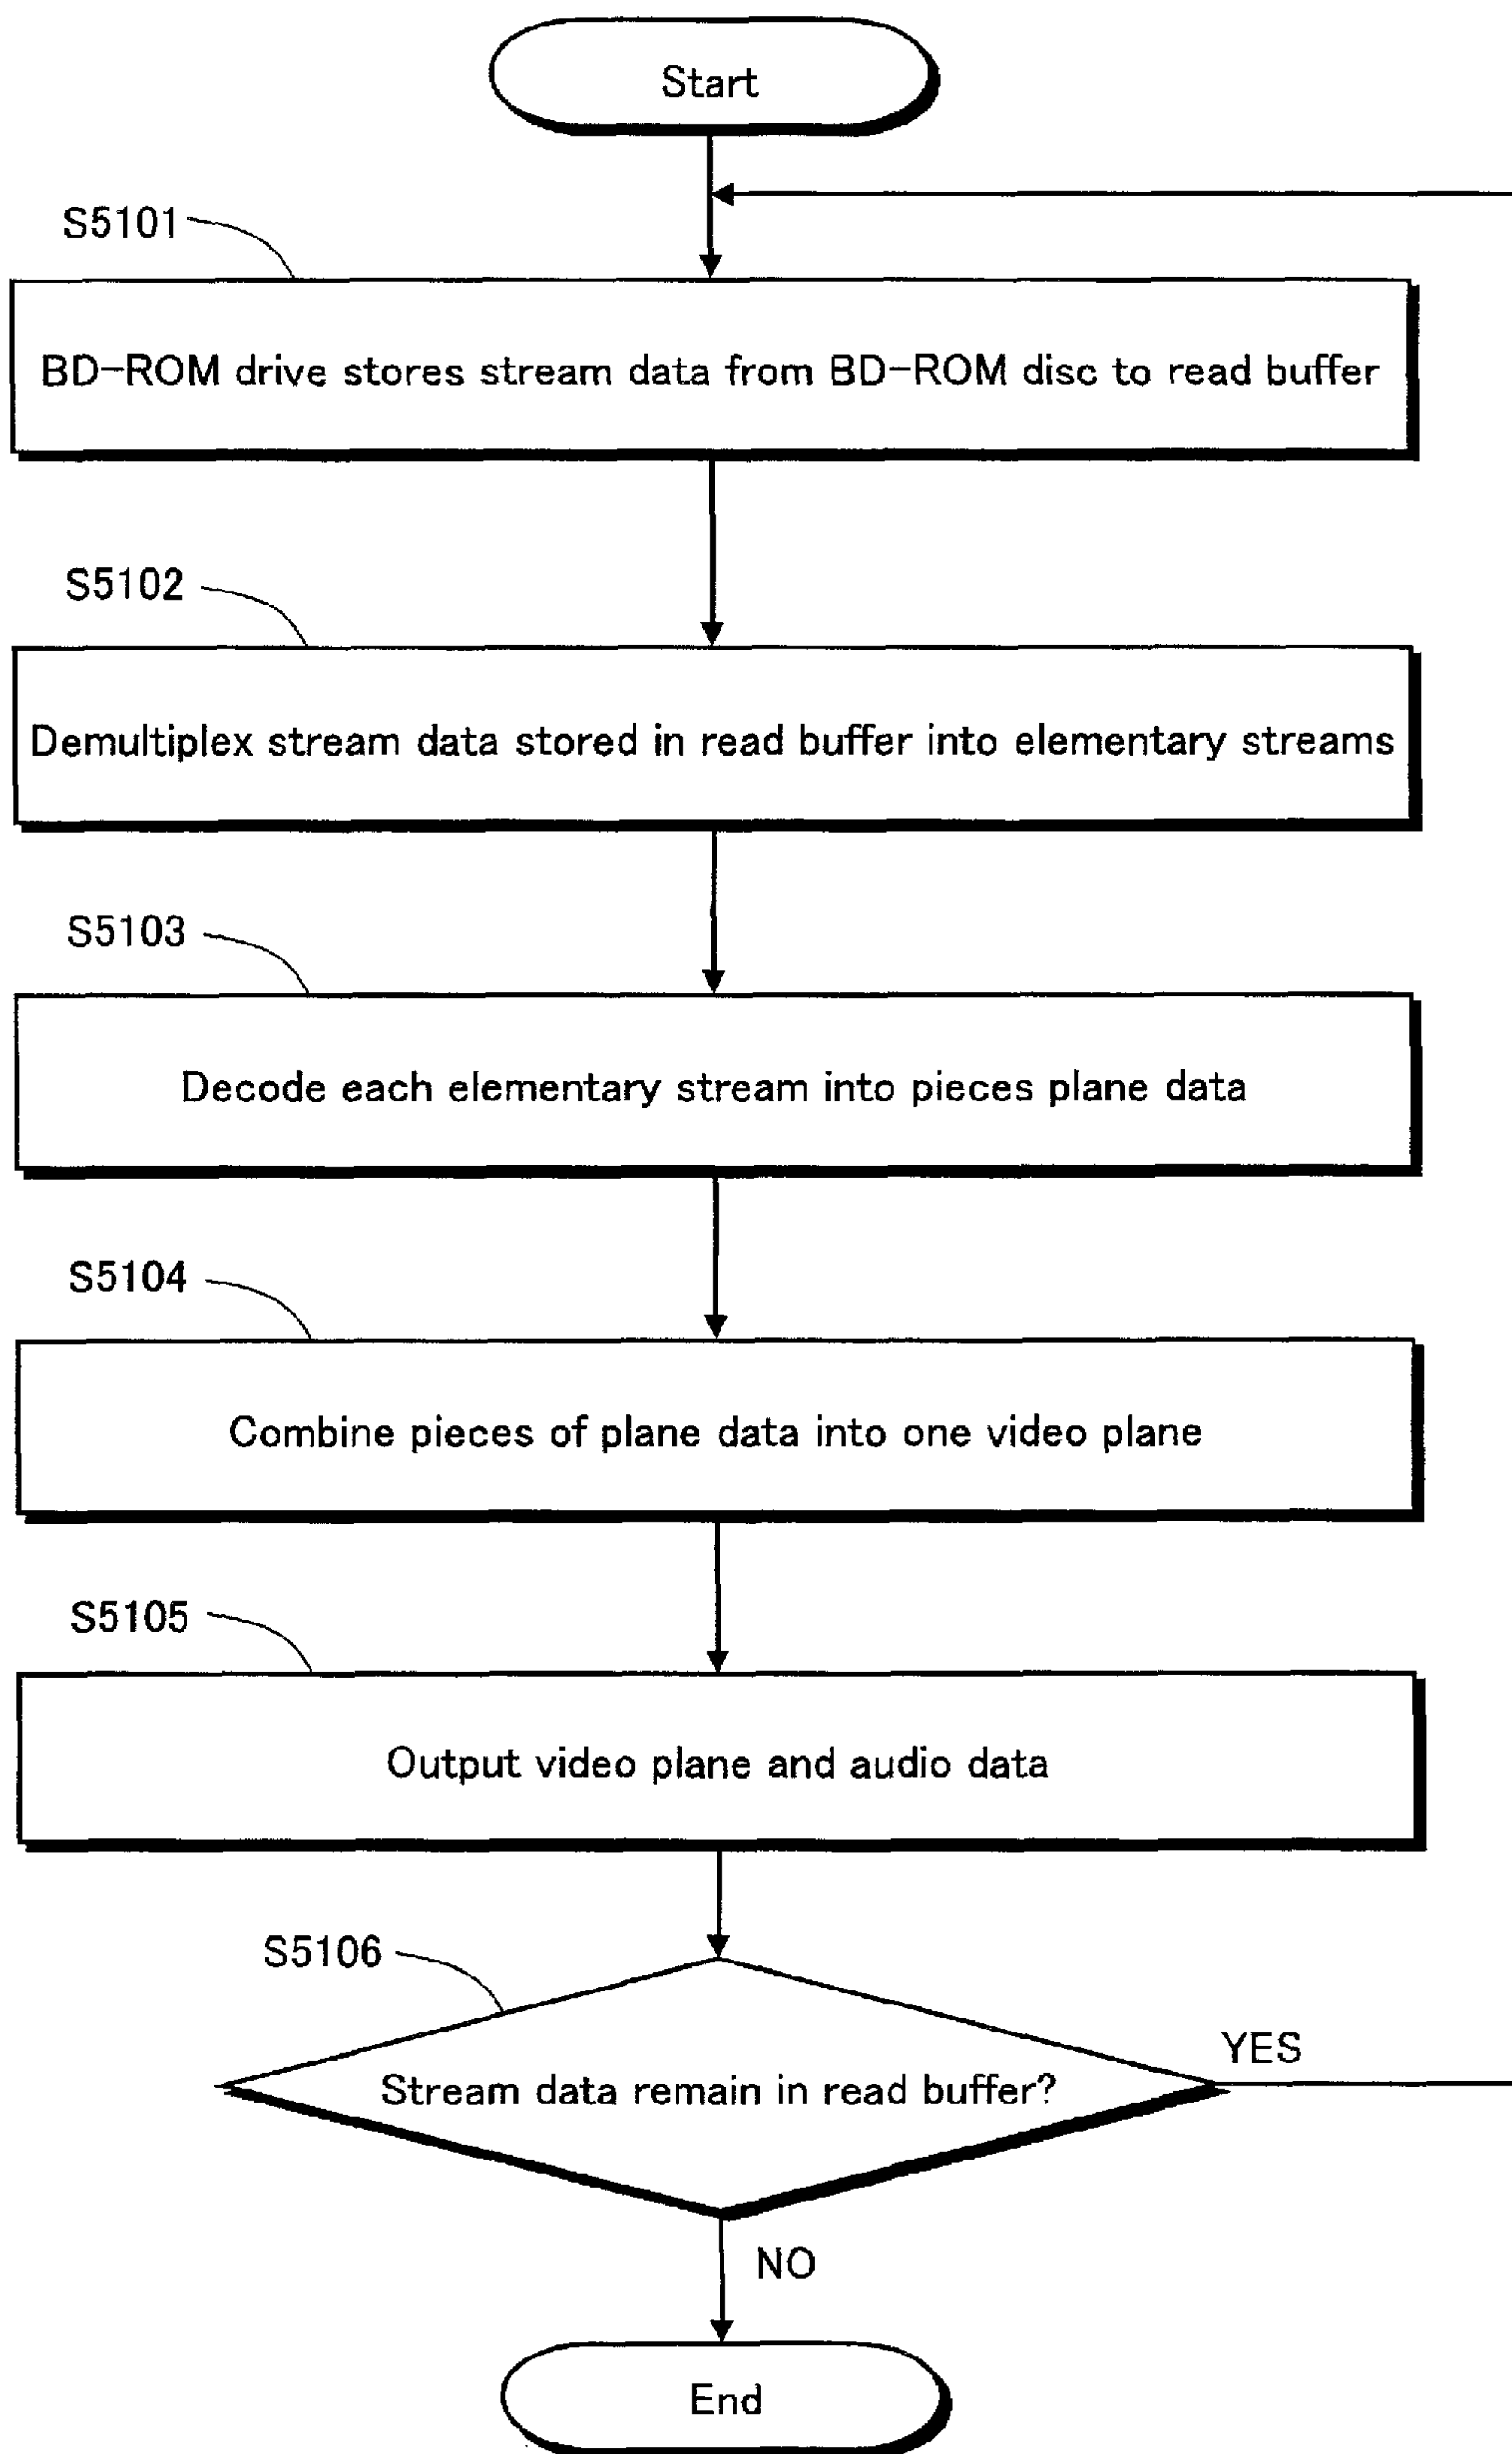 Start
S5101
BD-ROM drive stores stream data from BD-ROM disc to read buffer
S5102
Demultiplex stream data stored in read buffer into elementary streams
S5103
Decode each elementary stream into pieces plane data
S5104
Combine pieces of plane data into one video plane
S5105
Output video plane and audio data
S5106
Stream data remain in read buffer?
YES
NO
End